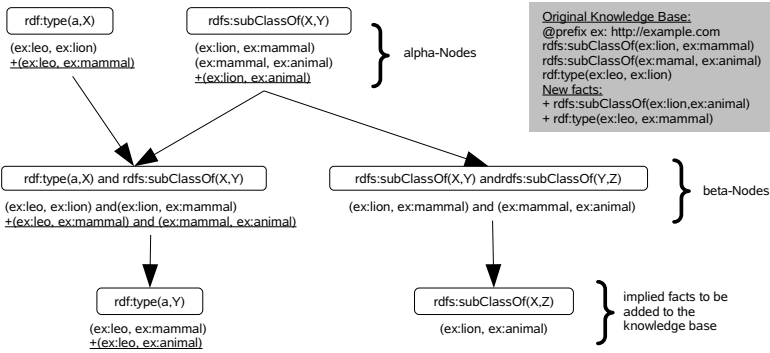 rdf:type(a,X)
(ex:leo, ex:lion)
+(ex:leo, ex:mammal)
rdfs:subClassOf(X,Y)
(ex:lion, ex:mammal)
(ex:mammal, ex:animal)
+(ex:lion, ex:animal)
alpha-Nodes
Original Knowledge Base:
@prefix ex: http://example.com
rdfs:subClassOf(ex:lion, ex:mammal)
rdfs:subClassOf(ex:mamal, ex:animal)
rdf:type(ex:leo, ex:lion)
New facts:
+ rdfs:subClassOf(ex:lion,ex:animal)
+ rdf:type(ex:leo, ex:mammal)
rdf:type(a,X) and rdfs:subClassOf(X,Y)
(ex:leo, ex:lion) and(ex:lion, ex:mammal)
+(ex:leo, ex:mammal) and (ex:mammal, ex:animal)
rdfs:subClassOf(X,Y) andrdfs:subClassOf(Y,Z)
(ex:lion, ex:mammal) and (ex:mammal, ex:animal)
beta-Nodes
rdf:type(a,Y)
(ex:leo, ex:mammal)
+(ex:leo, ex:animal)
rdfs:subClassOf(X,Z)
(ex:lion, ex:animal)
implied facts to be
added to the
knowledge base